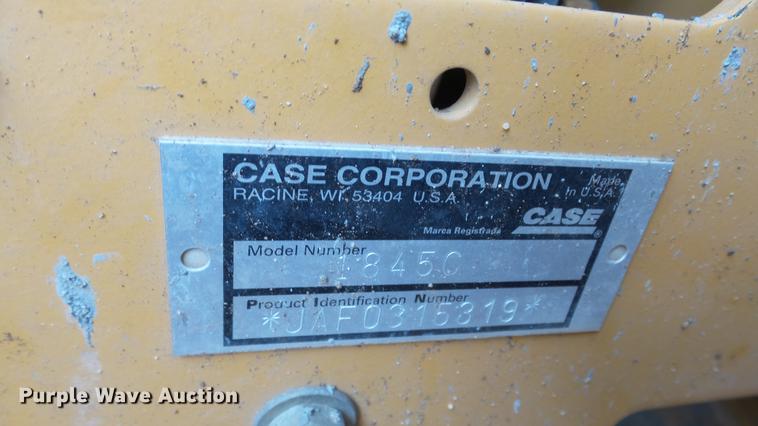 CASE CORPORATION
RACINE, WI 53404 U.S.A.
Made
In U.S.A.
CASE
®
Marca Registrada
Model Number
1845C
Product Identification Number
*JAF0315319*
Purple Wave Auction